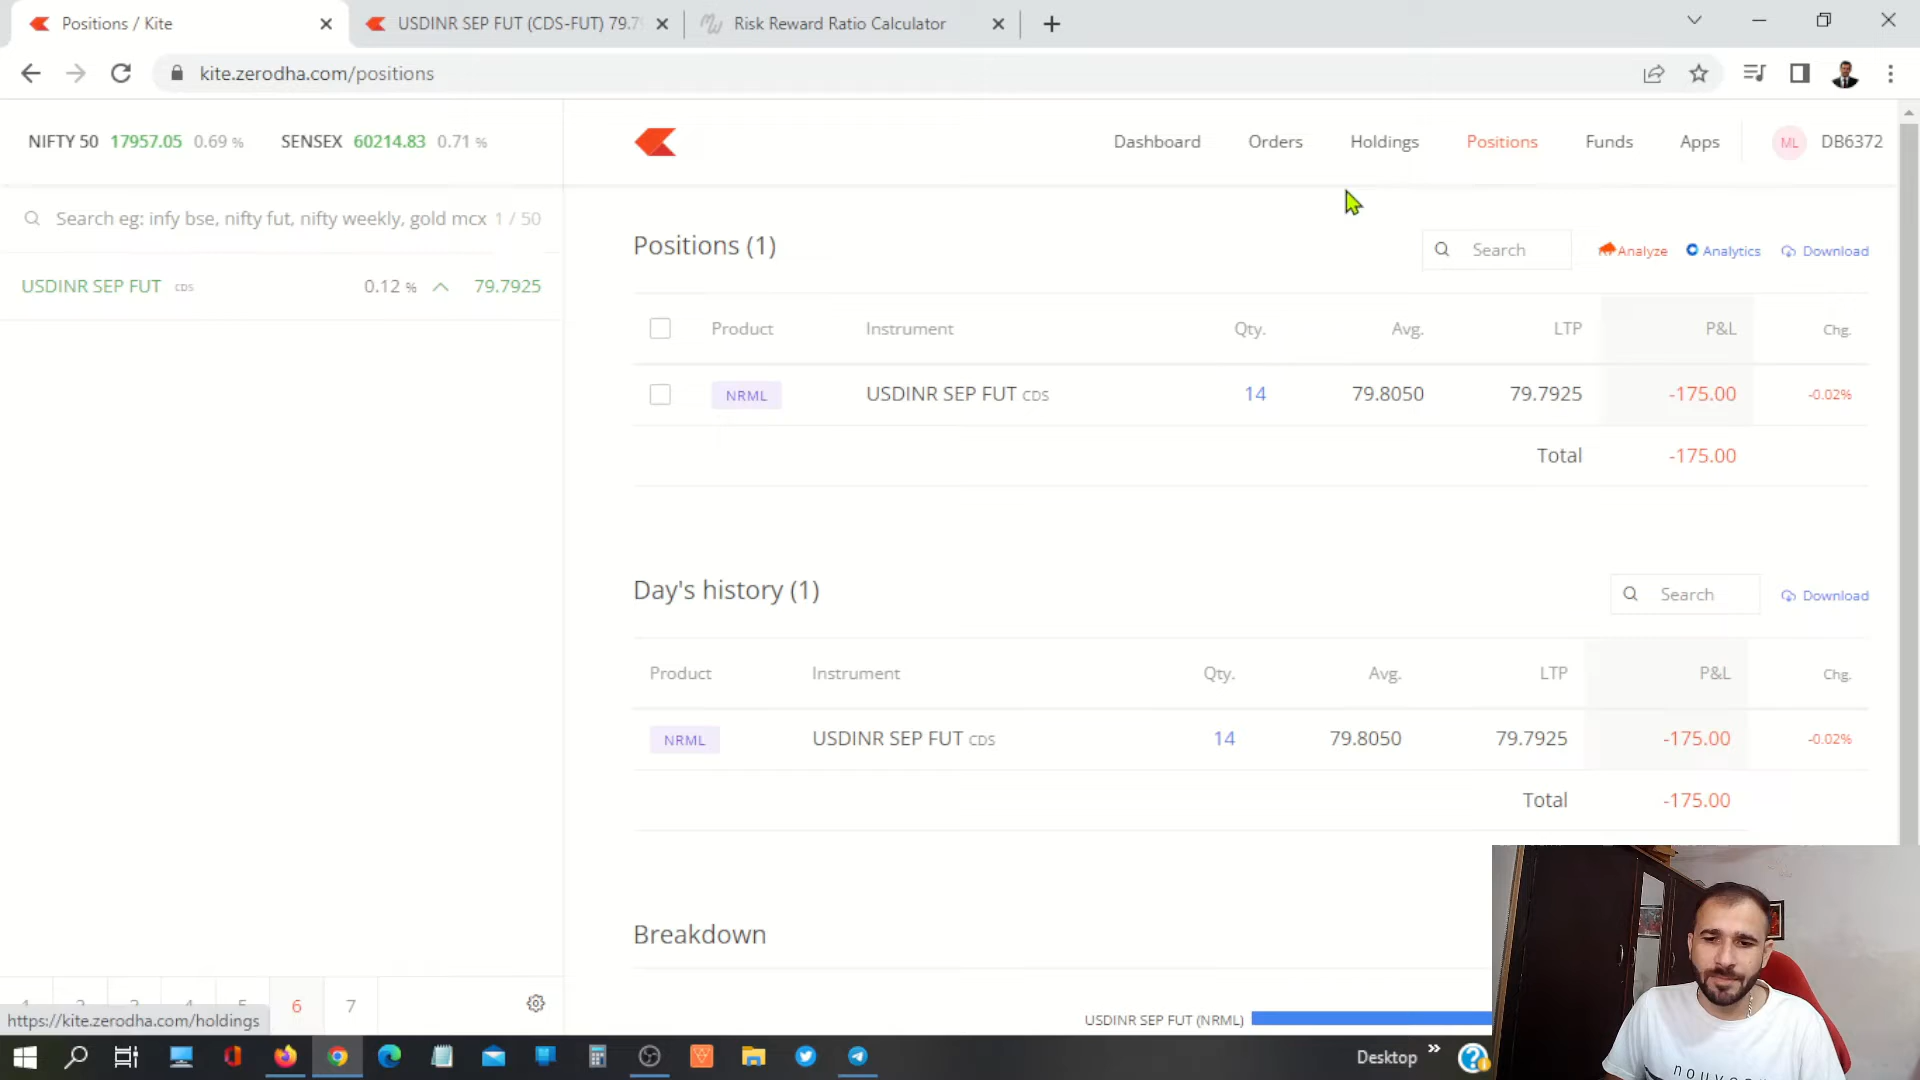 Positions / Kite
USDINR SEP FUT (CDS-FUT) 79.7
Risk Reward Ratio Calculator
kite.zerodha.com/positions
NIFTY 50 17957.05 0.69 % SENSEX 60214.83 0.71 %
Dashboard Orders Holdings Positions Funds Apps ML DB6372
Search eg: infy bse, nifty fut, nifty weekly, gold mcx 1 / 50
USDINR SEP FUT CDS 0.12 % 79.7925
Positions (1)
Search Analyze Analytics Download
Product Instrument Qty. Avg. LTP P&L Chg.
NRML USDINR SEP FUT CDS 14 79.8050 79.7925 -175.00 -0.02%
Total -175.00
Day's history (1)
Search Download
Product Instrument Qty. Avg. LTP P&L Chg.
NRML USDINR SEP FUT CDS 14 79.8050 79.7925 -175.00 -0.02%
Total -175.00
Breakdown
USDINR SEP FUT (NRML)
1 2 3 4 5 6 7
https://kite.zerodha.com/holdings
Desktop